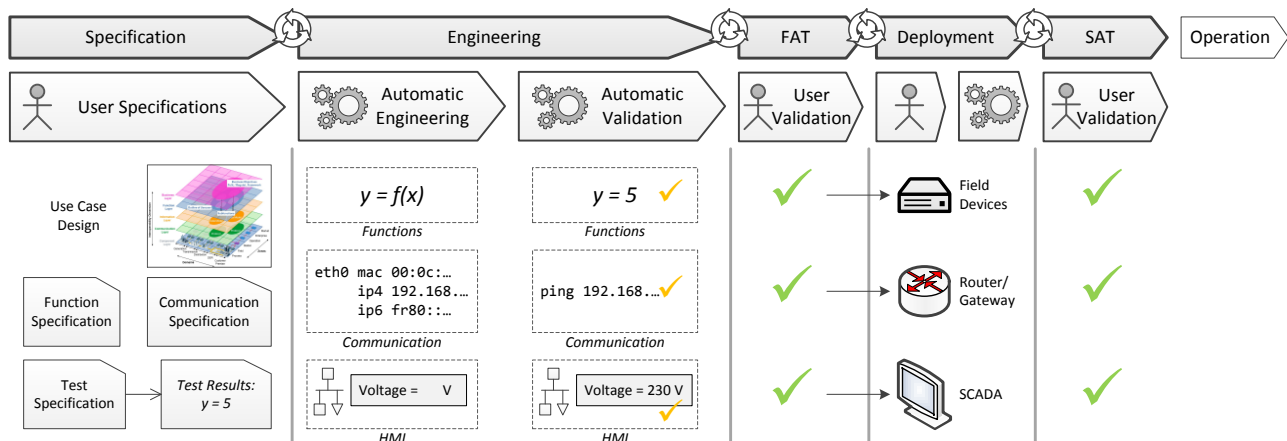 Specification
Engineering
FAT
Deployment
SAT
Operation
User Specifications
Automatic
Engineering
Automatic
Validation
User
Validation
User
Validation
Use Case
Design
y = f(x)
Functions
y = 5
Functions
Field
Devices
Function
Specification
Communication
Specification
eth0 mac 00:0c:…
ip4 192.168.…
ip6 fr80::…
Communication
ping 192.168.…
Communication
Router/
Gateway
Test
Specification
Test Results:
y = 5
Voltage = V
HMI
Voltage = 230 V
HMI
SCADA